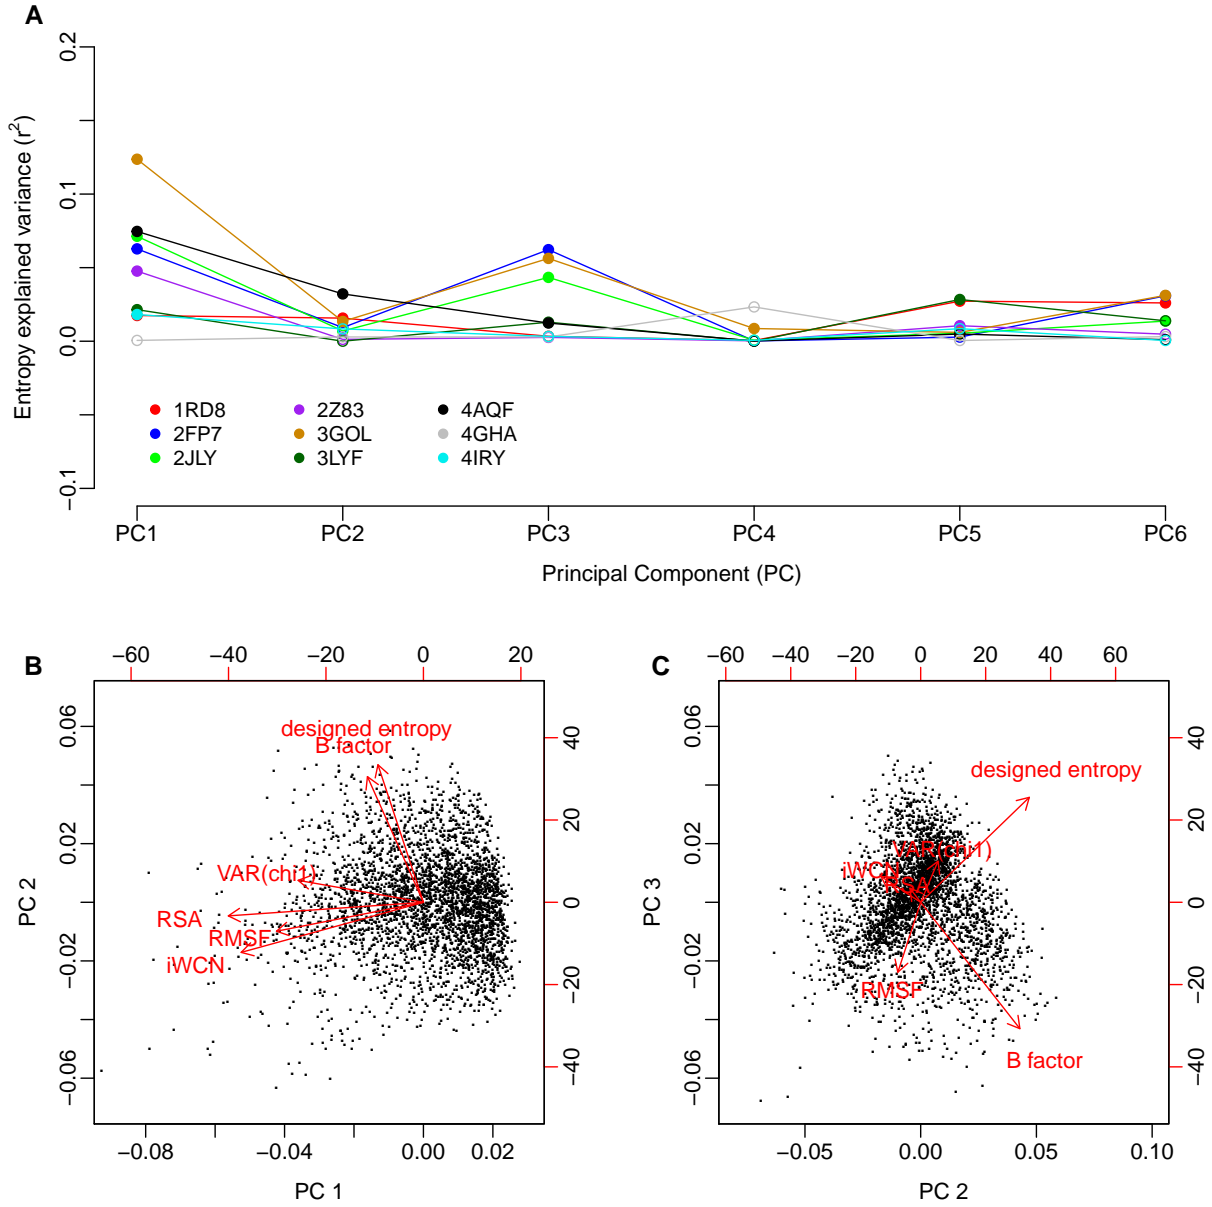 A
Entropy explained variance (r2)
0.2
0.1
0.0
−0.1
1RD8 2Z83 4AQF
2FP7 3GOL 4GHA
2JLY 3LYF 4IRY
PC1 PC2 PC3 PC4 PC5 PC6
Principal Component (PC)
B
−60 −40 −20 0 20
PC 2
0.06
0.02
−0.02
−0.06
designed entropy
B factor
VAR(chi1)
RSA
RMSF
iWCN
40
20
0
−20
−40
−0.08 −0.04 0.00 0.02
PC 1
C
−60 −40 −20 0 20 40 60
PC 3
0.06
0.02
−0.02
−0.06
designed entropy
VAR(chi1)
iWCN
RSA
RMSF
B factor
40
20
0
−20
−40
−0.05 0.00 0.05 0.10
PC 2